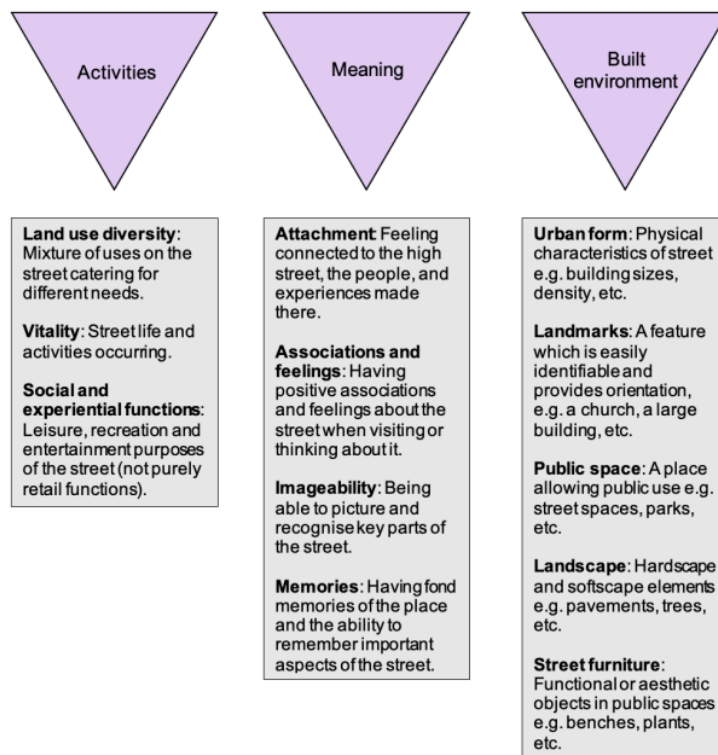 Activities
Meaning
Built
environment
Land use diversity:
Mixture of uses on the
street catering for
different needs.
Vitality: Street life and
activities occurring.
Social and
experiential functions:
Leisure, recreation and
entertainment purposes
of the street (not purely
retail functions).
Attachment: Feeling
connected to the high
street, the people, and
experiences made
there.
Associations and
feelings: Having
positive associations
and feelings about the
street when visiting or
thinking about it.
Imageability: Being
able to picture and
recognise key parts of
the street.
Memories: Having fond
memories of the place
and the ability to
remember important
aspects of the street.
Urban form: Physical
characteristics of street
e.g. building sizes,
density, etc.
Landmarks: A feature
which is easily
identifiable and
provides orientation,
e.g. a church, a large
building, etc.
Public space: A place
allowing public use e.g.
street spaces, parks,
etc.
Landscape: Hardscape
and softscape elements
e.g. pavements, trees,
etc.
Street furniture:
Functional or aesthetic
objects in public spaces
e.g. benches, plants,
etc.